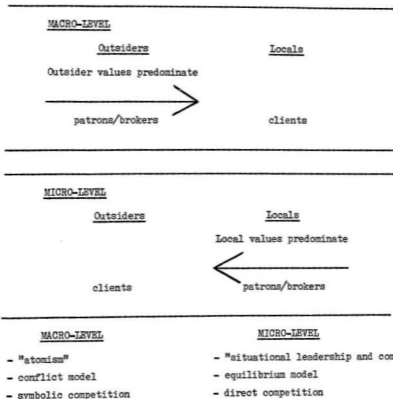 MACRO-LEVEL
Outsiders Locals
Outsider values predominate
patrons/brokers clients
MICRO-LEVEL
Outsiders Locals
Local values predominate
clients patrons/brokers
MACRO-LEVEL MICRO-LEVEL
- "atomism" - "situational leadership and con
- conflict model - equilibrium model
- symbolic competition - direct competition